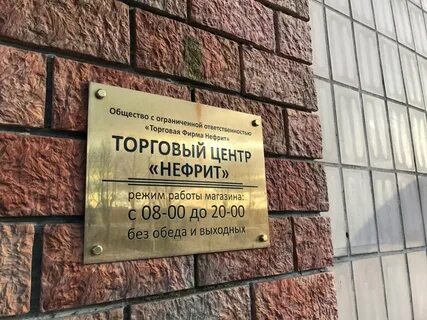 Общество с ограниченной ответственностью
«Торговая Фирма Нефрит»
ТОРГОВЫЙ ЦЕНТР
«НЕФРИТ»
режим работы магазина:
с 08-00 до 20-00
без обеда и выходных